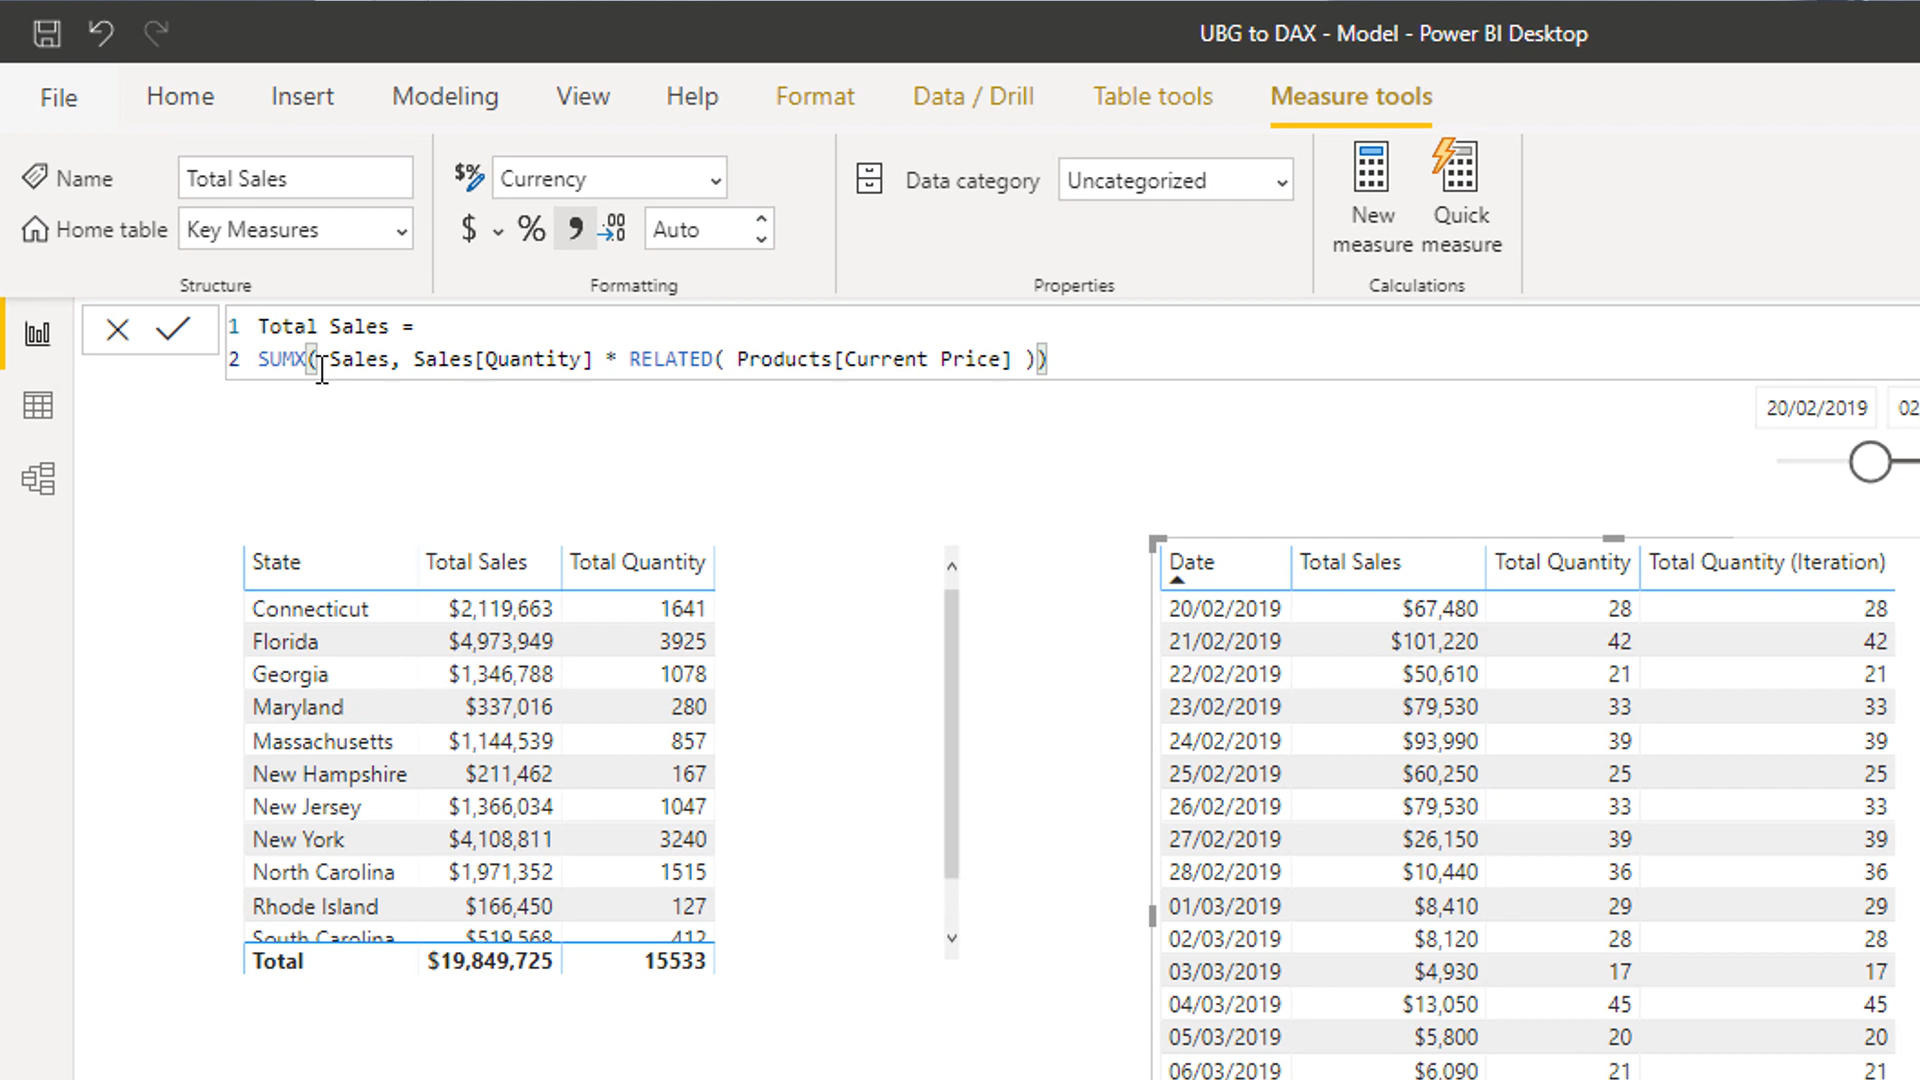 UBG to DAX - Model - Power BI Desktop
File Home Insert Modeling View Help Format Data / Drill Table tools Measure tools
Name Total Sales
Home table Key Measures
Structure
$% Currency
$ % , .00 →.0 Auto
Formatting
Data category Uncategorized
Properties
New measure
Quick measure
Calculations
1 Total Sales =
2 SUMX( Sales, Sales[Quantity] * RELATED( Products[Current Price] ))
20/02/2019 02
State Total Sales Total Quantity
Connecticut $2,119,663 1641
Florida $4,973,949 3925
Georgia $1,346,788 1078
Maryland $337,016 280
Massachusetts $1,144,539 857
New Hampshire $211,462 167
New Jersey $1,366,034 1047
New York $4,108,811 3240
North Carolina $1,971,352 1515
Rhode Island $166,450 127
South Carolina $519,568 412
Total $19,849,725 15533
Date Total Sales Total Quantity Total Quantity (Iteration)
20/02/2019 $67,480 28 28
21/02/2019 $101,220 42 42
22/02/2019 $50,610 21 21
23/02/2019 $79,530 33 33
24/02/2019 $93,990 39 39
25/02/2019 $60,250 25 25
26/02/2019 $79,530 33 33
27/02/2019 $26,150 39 39
28/02/2019 $10,440 36 36
01/03/2019 $8,410 29 29
02/03/2019 $8,120 28 28
03/03/2019 $4,930 17 17
04/03/2019 $13,050 45 45
05/03/2019 $5,800 20 20
06/03/2019 $6,090 21 21